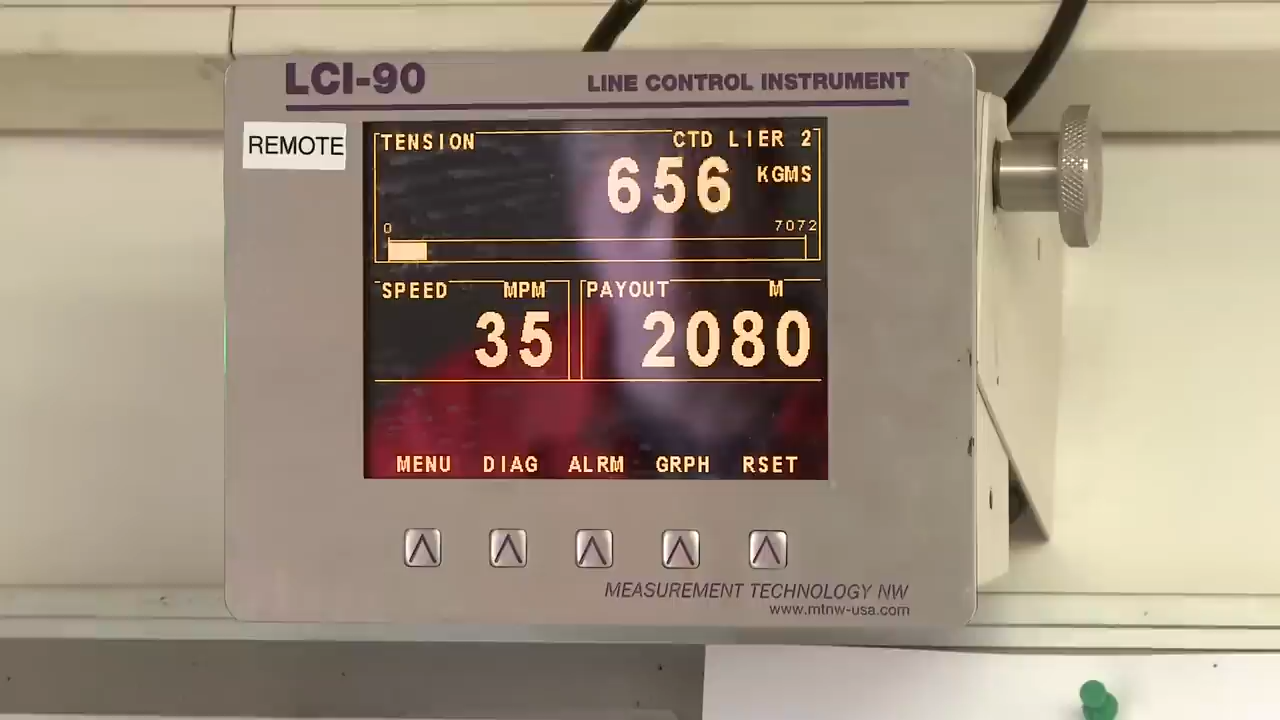 LCI-90
LINE CONTROL INSTRUMENT
REMOTE
TENSION CTD LIER 2
656 KGMS
0 7072
SPEED MPM
35
PAYOUT M
2080
MENU DIAG ALRM GRPH RSET
MEASUREMENT TECHNOLOGY NW
www.mtnw-usa.com